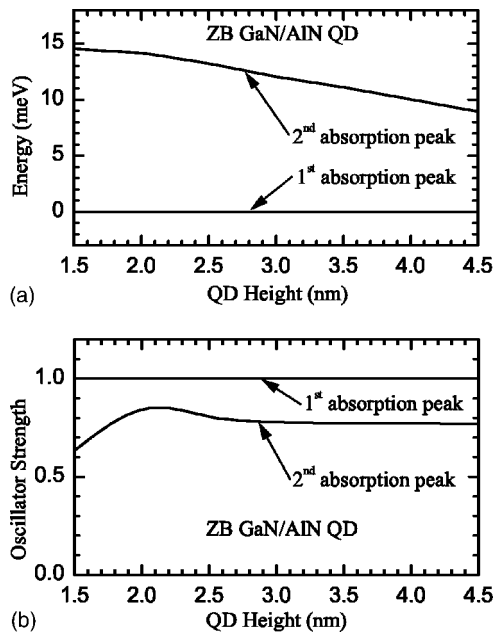 ZB GaN/AlN QD
15
10
5
0
Energy (meV)
2nd absorption peak
1st absorption peak
1.5 2.0 2.5 3.0 3.5 4.0 4.5
(a)
QD Height (nm)
1.0
0.5
0.0
Oscillator Strength
1st absorption peak
2nd absorption peak
ZB GaN/AlN QD
1.5 2.0 2.5 3.0 3.5 4.0 4.5
(b)
QD Height (nm)